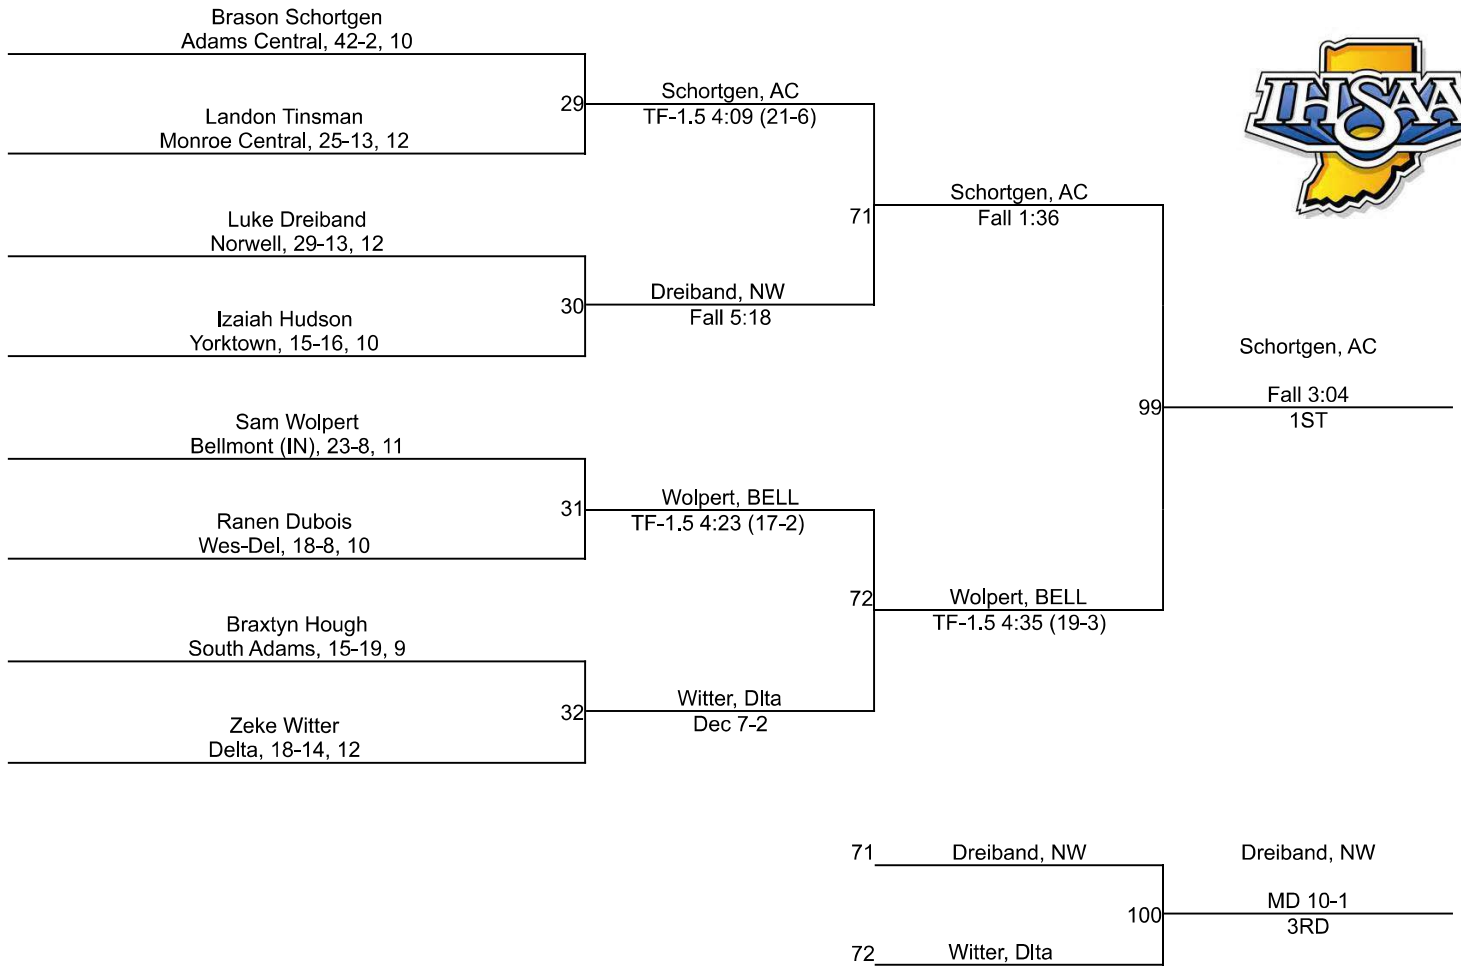 Brason Schortgen
Adams Central, 42-2, 10
Landon Tinsman
Monroe Central, 25-13, 12
29
Schortgen, AC
TF-1.5 4:09 (21-6)
Luke Dreiband
Norwell, 29-13, 12
Izaiah Hudson
Yorktown, 15-16, 10
30
Dreiband, NW
Fall 5:18
71
Schortgen, AC
Fall 1:36
Sam Wolpert
Bellmont (IN), 23-8, 11
Ranen Dubois
Wes-Del, 18-8, 10
31
Wolpert, BELL
TF-1.5 4:23 (17-2)
Braxtyn Hough
South Adams, 15-19, 9
Zeke Witter
Delta, 18-14, 12
32
Witter, Dlta
Dec 7-2
72
Wolpert, BELL
TF-1.5 4:35 (19-3)
99
Schortgen, AC
Fall 3:04
1ST
71
Dreiband, NW
72
Witter, Dlta
100
Dreiband, NW
MD 10-1
3RD
IHSAA